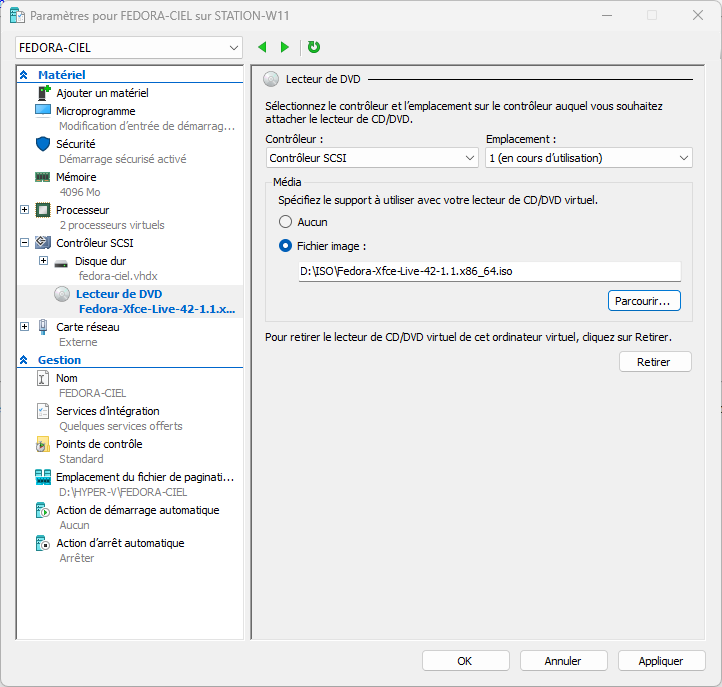 Paramètres pour FEDORA-CIEL sur STATION-W11
FEDORA-CIEL
Matériel
Ajouter un matériel
Microprogramme
Modification d'entrée de démarrag...
Sécurité
Démarrage sécurisé activé
Mémoire
4096 Mo
Processeur
2 processeurs virtuels
Contrôleur SCSI
Disque dur
fedora-ciel.vhdx
Lecteur de DVD
Fedora-Xfce-Live-42-1.1.x...
Carte réseau
Externe
Gestion
Nom
FEDORA-CIEL
Services d'intégration
Quelques services offerts
Points de contrôle
Standard
Emplacement du fichier de paginati...
D:\HYPER-V\FEDORA-CIEL
Action de démarrage automatique
Aucun
Action d'arrêt automatique
Arrêter
Lecteur de DVD
Sélectionnez le contrôleur et l'emplacement sur le contrôleur auquel vous souhaitez
attacher le lecteur de CD/DVD.
Contrôleur : Emplacement :
Contrôleur SCSI 1 (en cours d'utilisation)
Média
Spécifiez le support à utiliser avec votre lecteur de CD/DVD virtuel.
Aucun
Fichier image :
D:\ISO\Fedora-Xfce-Live-42-1.1.x86_64.iso
Parcourir...
Pour retirer le lecteur de CD/DVD virtuel de cet ordinateur virtuel, cliquez sur Retirer.
Retirer
OK Annuler Appliquer